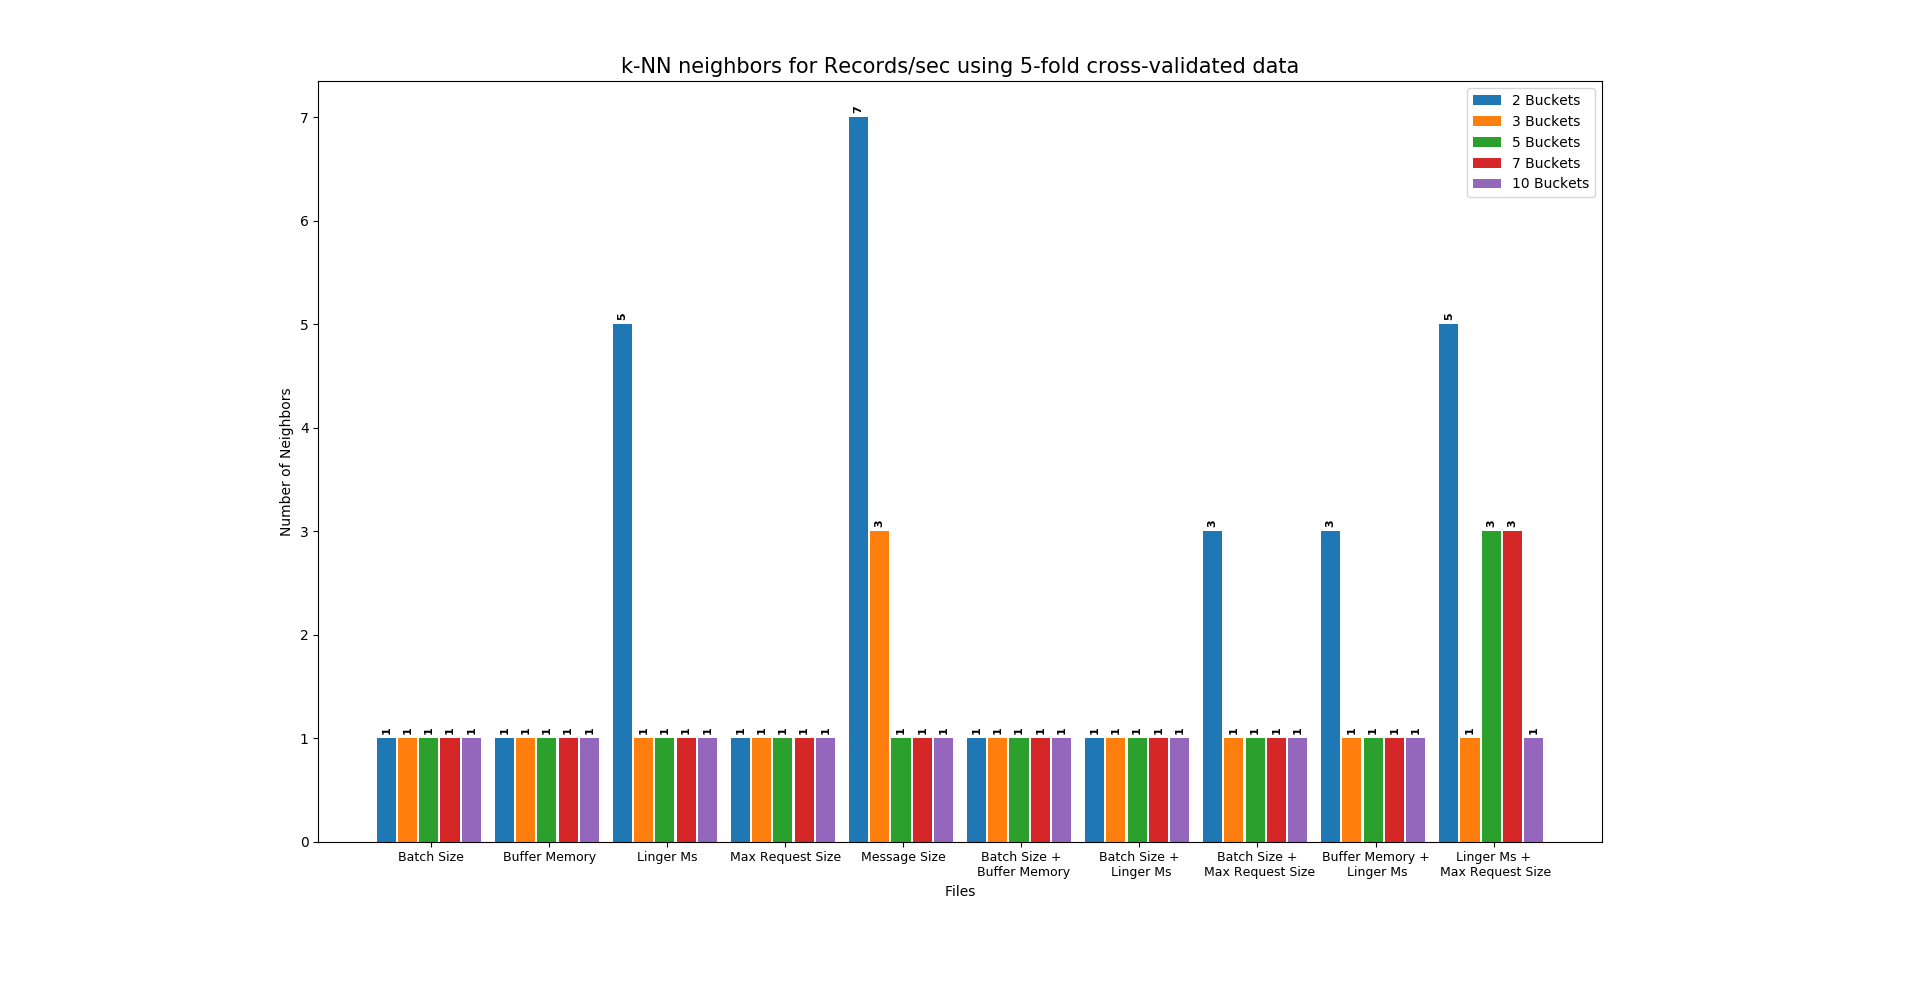 k-NN neighbors for Records/sec using 5-fold cross-validated data
2 Buckets
3 Buckets
5 Buckets
7 Buckets
10 Buckets
Number of Neighbors
7
6
5
4
3
2
1
0
1 1 1 1 1 1 1 1 1 1 5 1 1 1 1 1 1 1 1 1 7 3 1 1 1 1 1 1 1 1 1 1 1 1 1 3 1 1 1 1 3 1 1 1 1 5 1 3 3 1
Batch Size
Buffer Memory
Linger Ms
Max Request Size
Message Size
Batch Size +
Buffer Memory
Batch Size +
Linger Ms
Batch Size +
Max Request Size
Buffer Memory +
Linger Ms
Linger Ms +
Max Request Size
Files